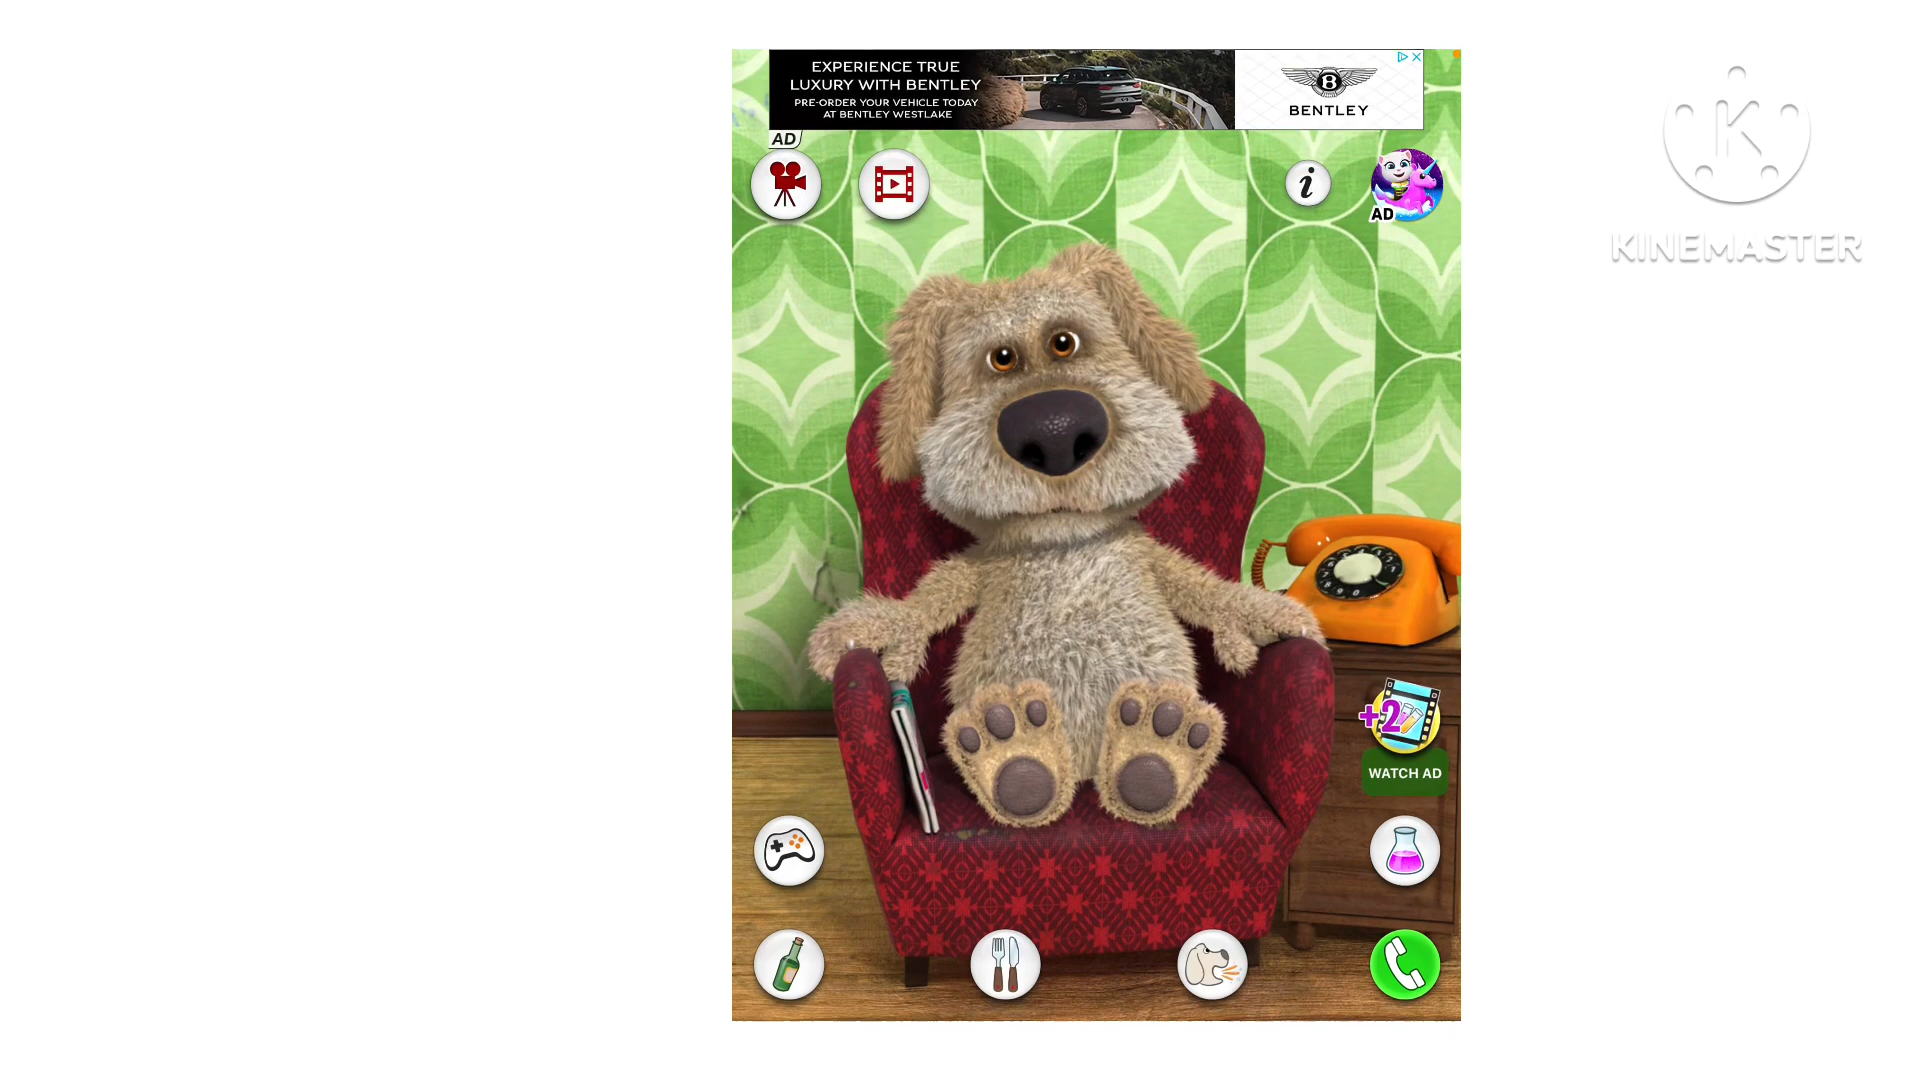 EXPERIENCE TRUE
LUXURY WITH BENTLEY
PRE-ORDER YOUR VEHICLE TODAY
AT BENTLEY WESTLAKE
B
BENTLEY
AD
i
AD
K
KINEMASTER
+2
WATCH AD